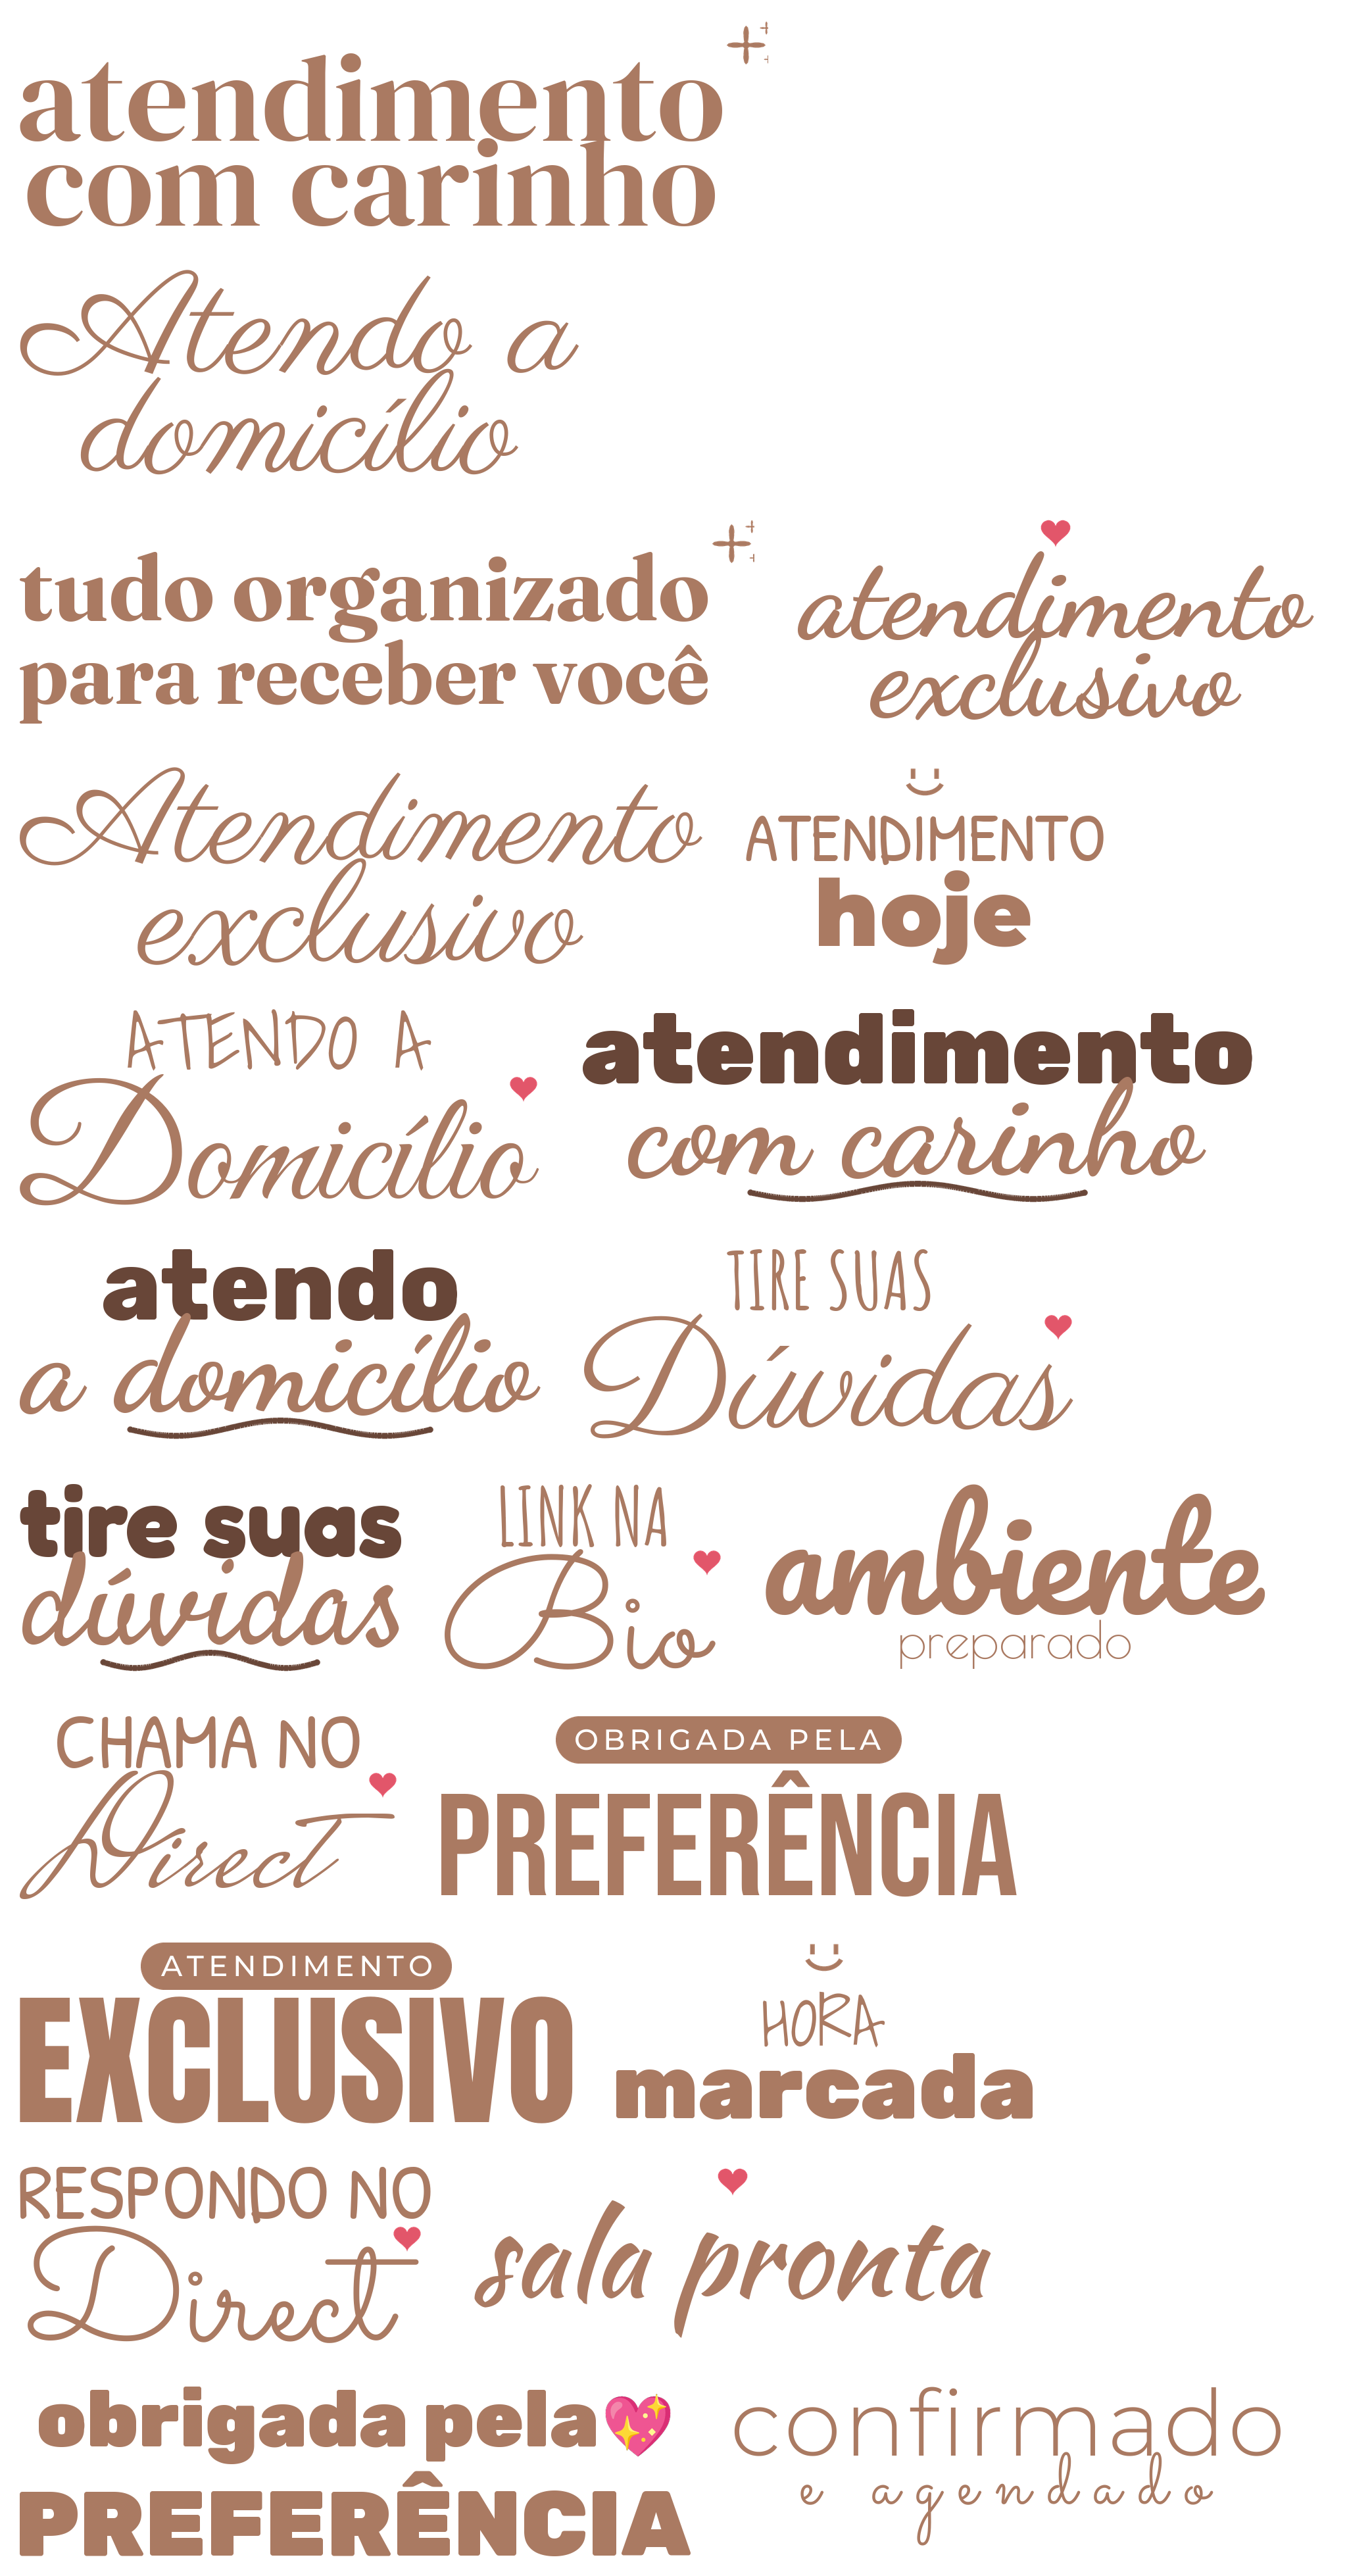 atendimento
com carinho
Atendo a
domicílio
tudo organizado
para receber você
atendimento
exclusivo
Atendimento
exclusivo
ATENDIMENTO
hoje
ATENDO A
Domicílio
atendimento
com carinho
atendo
a domicílio
TIRE SUAS
Dúvidas
tire suas
dúvidas
LINK NA
Bio
ambiente
preparado
CHAMA NO
Direct
OBRIGADA PELA
PREFERÊNCIA
ATENDIMENTO
EXCLUSIVO
HORA
marcada
RESPONDO NO
Direct
sala pronta
obrigada pela
PREFERÊNCIA
confirmado
e agendado